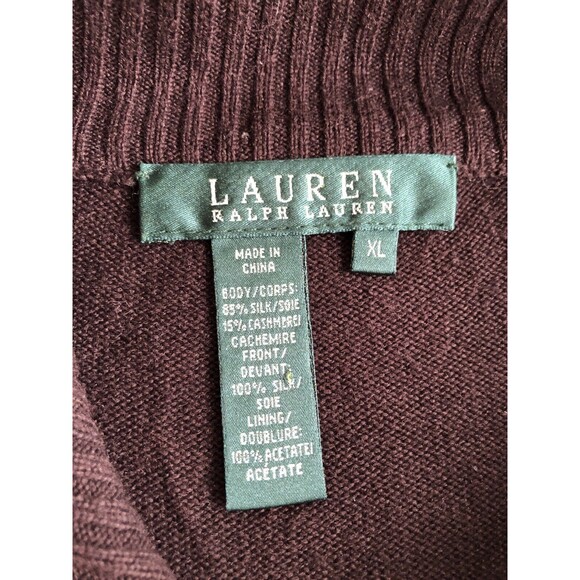 LAUREN
RALPH LAUREN
XL
MADE IN
CHINA
BODY/CORPS:
85% SILK/SOIE
15% CASHMERE/
CACHEMIRE
FRONT/
DEVANT:
100% SILK/
SOIE
LINING/
DOUBLURE:
100% ACETATE/
ACÉTATE